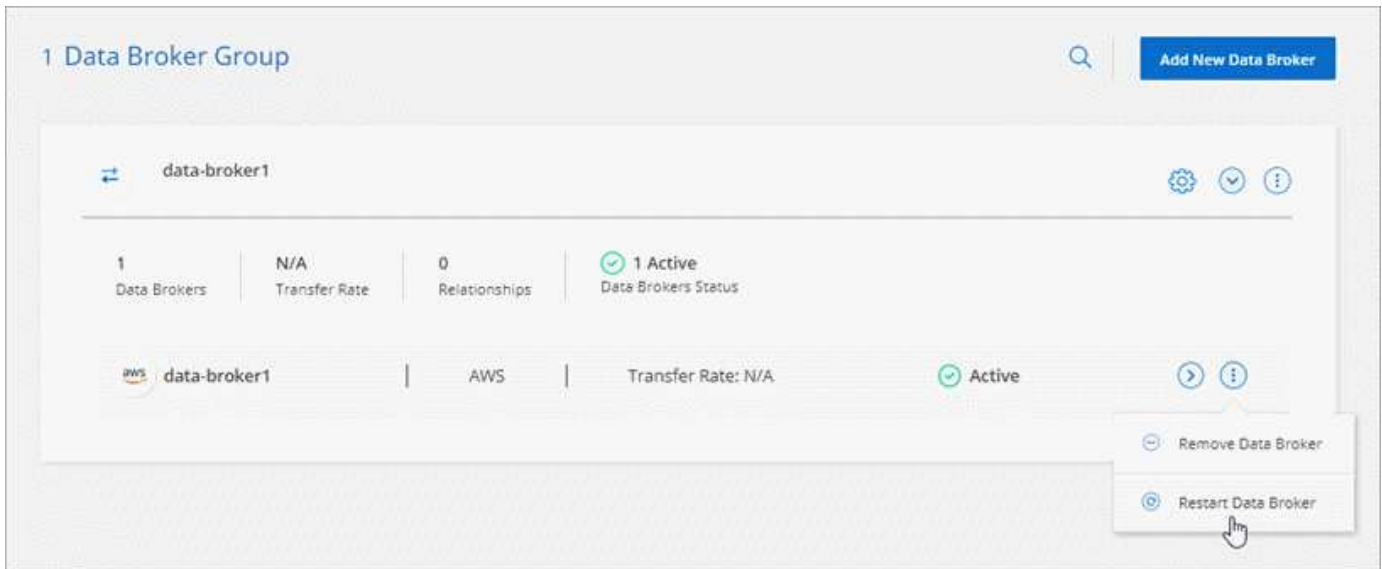 1 Data Broker Group
Add New Data Broker
data-broker1
1
Data Brokers
N/A
Transfer Rate
0
Relationships
1 Active
Data Brokers Status
aws
data-broker1
AWS
Transfer Rate: N/A
Active
Remove Data Broker
Restart Data Broker